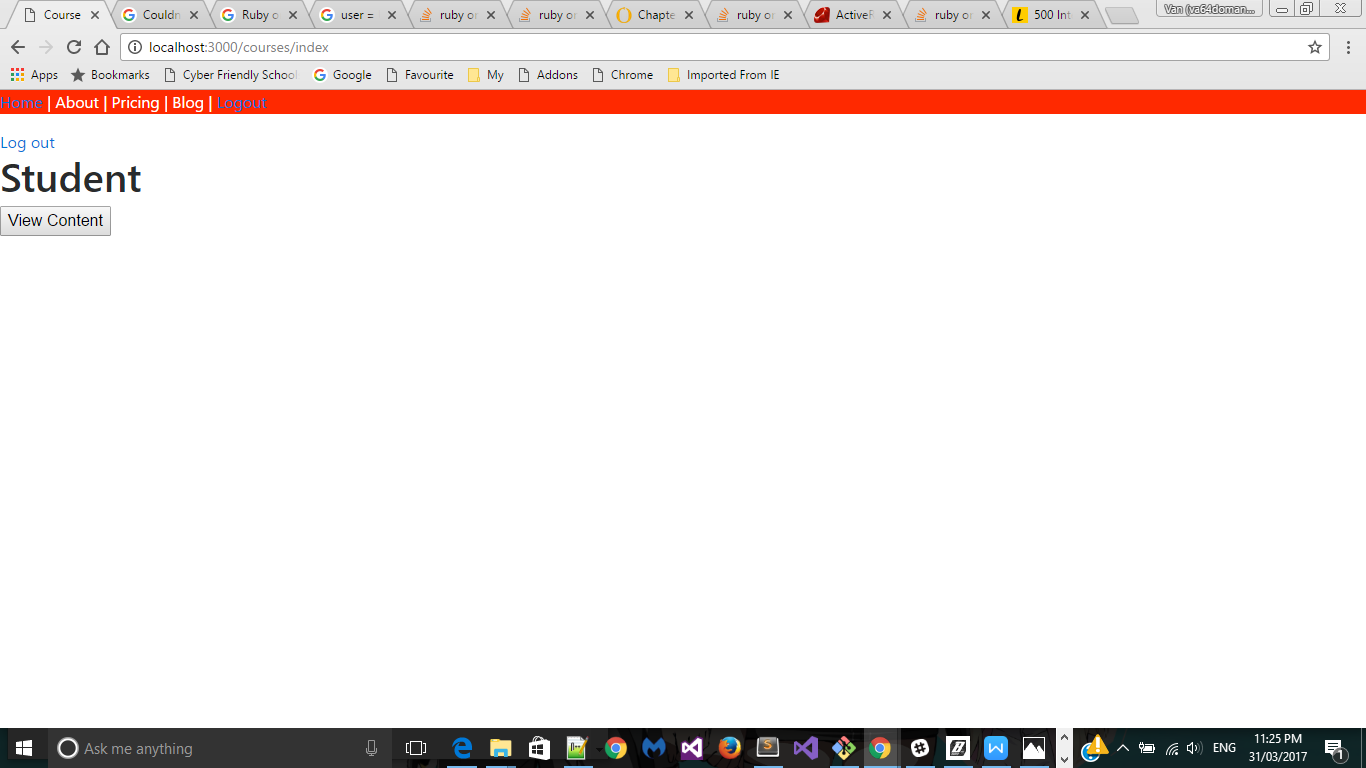 Course Couldn Ruby o user = ruby or ruby or Chapte ruby or ActiveR ruby or 500 Int Van (va64doman...
localhost:3000/courses/index
Apps Bookmarks Cyber Friendly School Google Favourite My Addons Chrome Imported From IE
Home | About | Pricing | Blog | Logout
Log out
Student
View Content
Ask me anything
ENG
11:25 PM
31/03/2017
1